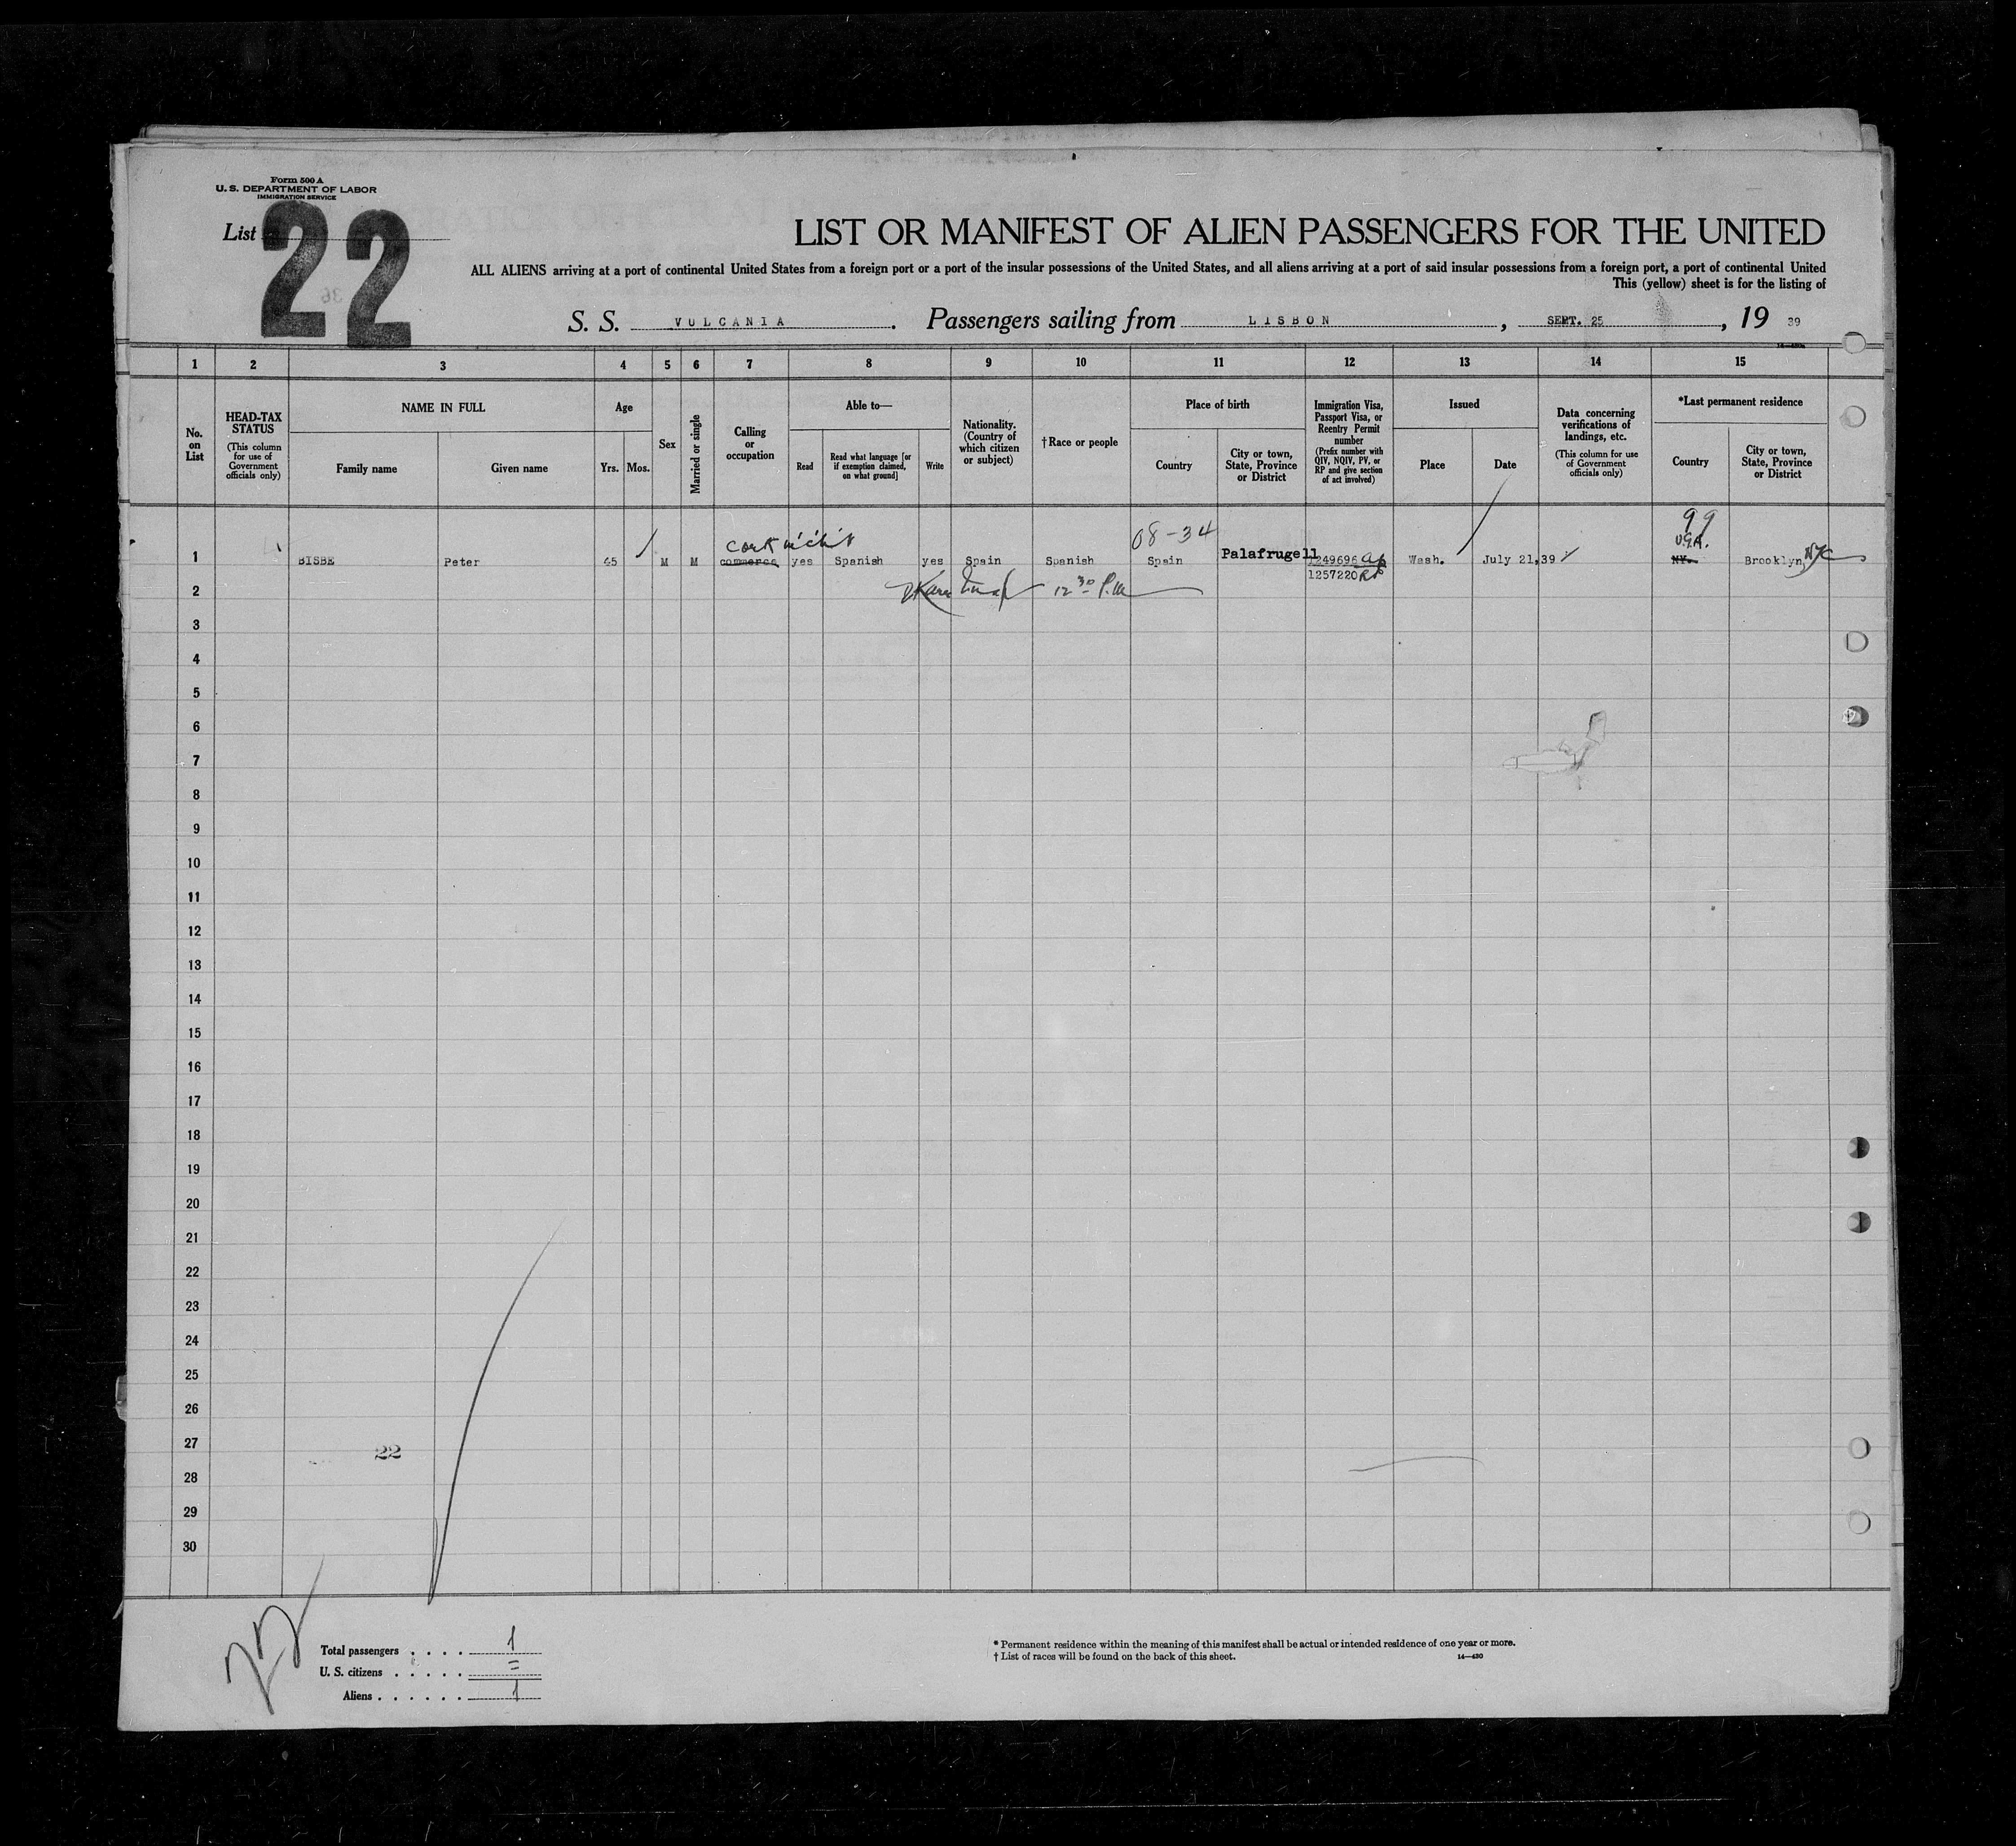 Form 500 A
U. S. DEPARTMENT OF LABOR
IMMIGRATION SERVICE
List 22
LIST OR MANIFEST OF ALIEN PASSENGERS FOR THE UNITED
ALL ALIENS arriving at a port of continental United States from a foreign port or a port of the insular possessions of the United States, and all aliens arriving at a port of said insular possessions from a foreign port, a port of continental United
This (yellow) sheet is for the listing of
S. S. VULCANIA. Passengers sailing from LISBON, SEPT. 25, 19 39
14—430a
1 2 3 4 5 6 7 8 9 10 11 12 13 14 15
No. on List
HEAD-TAX STATUS
(This column for use of Government officials only)
NAME IN FULL
Family name
Given name
Age
Yrs. Mos.
Sex
Married or single
Calling or occupation
Able to—
Read
Read what language [or if exemption claimed, on what ground]
Write
Nationality. (Country of which citizen or subject)
†Race or people
Place of birth
Country
City or town, State, Province or District
Immigration Visa, Passport Visa, or Reentry Permit number
(Prefix number with QIV, NQIV, PV, or RP and give section of act involved)
Issued
Place
Date
Data concerning verifications of landings, etc.
(This column for use of Government officials only)
*Last permanent residence
Country
City or town, State, Province or District
08-34 99
cork U.S.A.
1 BISBE Peter 45 M M commerce yes Spanish yes Spain Spanish Spain Palafrugell 1249696 Wash. July 21,39 NY. Brooklyn, NYC
1257220 RP
2 12 30 P.M
3
4
5
6
7
8
9
10
11
12
13
14
15
16
17
18
19
20
21
22
23
24
25
26
27 22
28
29
30
Total passengers . . . . 1
U. S. citizens . . . . . =
Aliens . . . . . . 1
* Permanent residence within the meaning of this manifest shall be actual or intended residence of one year or more.
† List of races will be found on the back of this sheet.
14—430